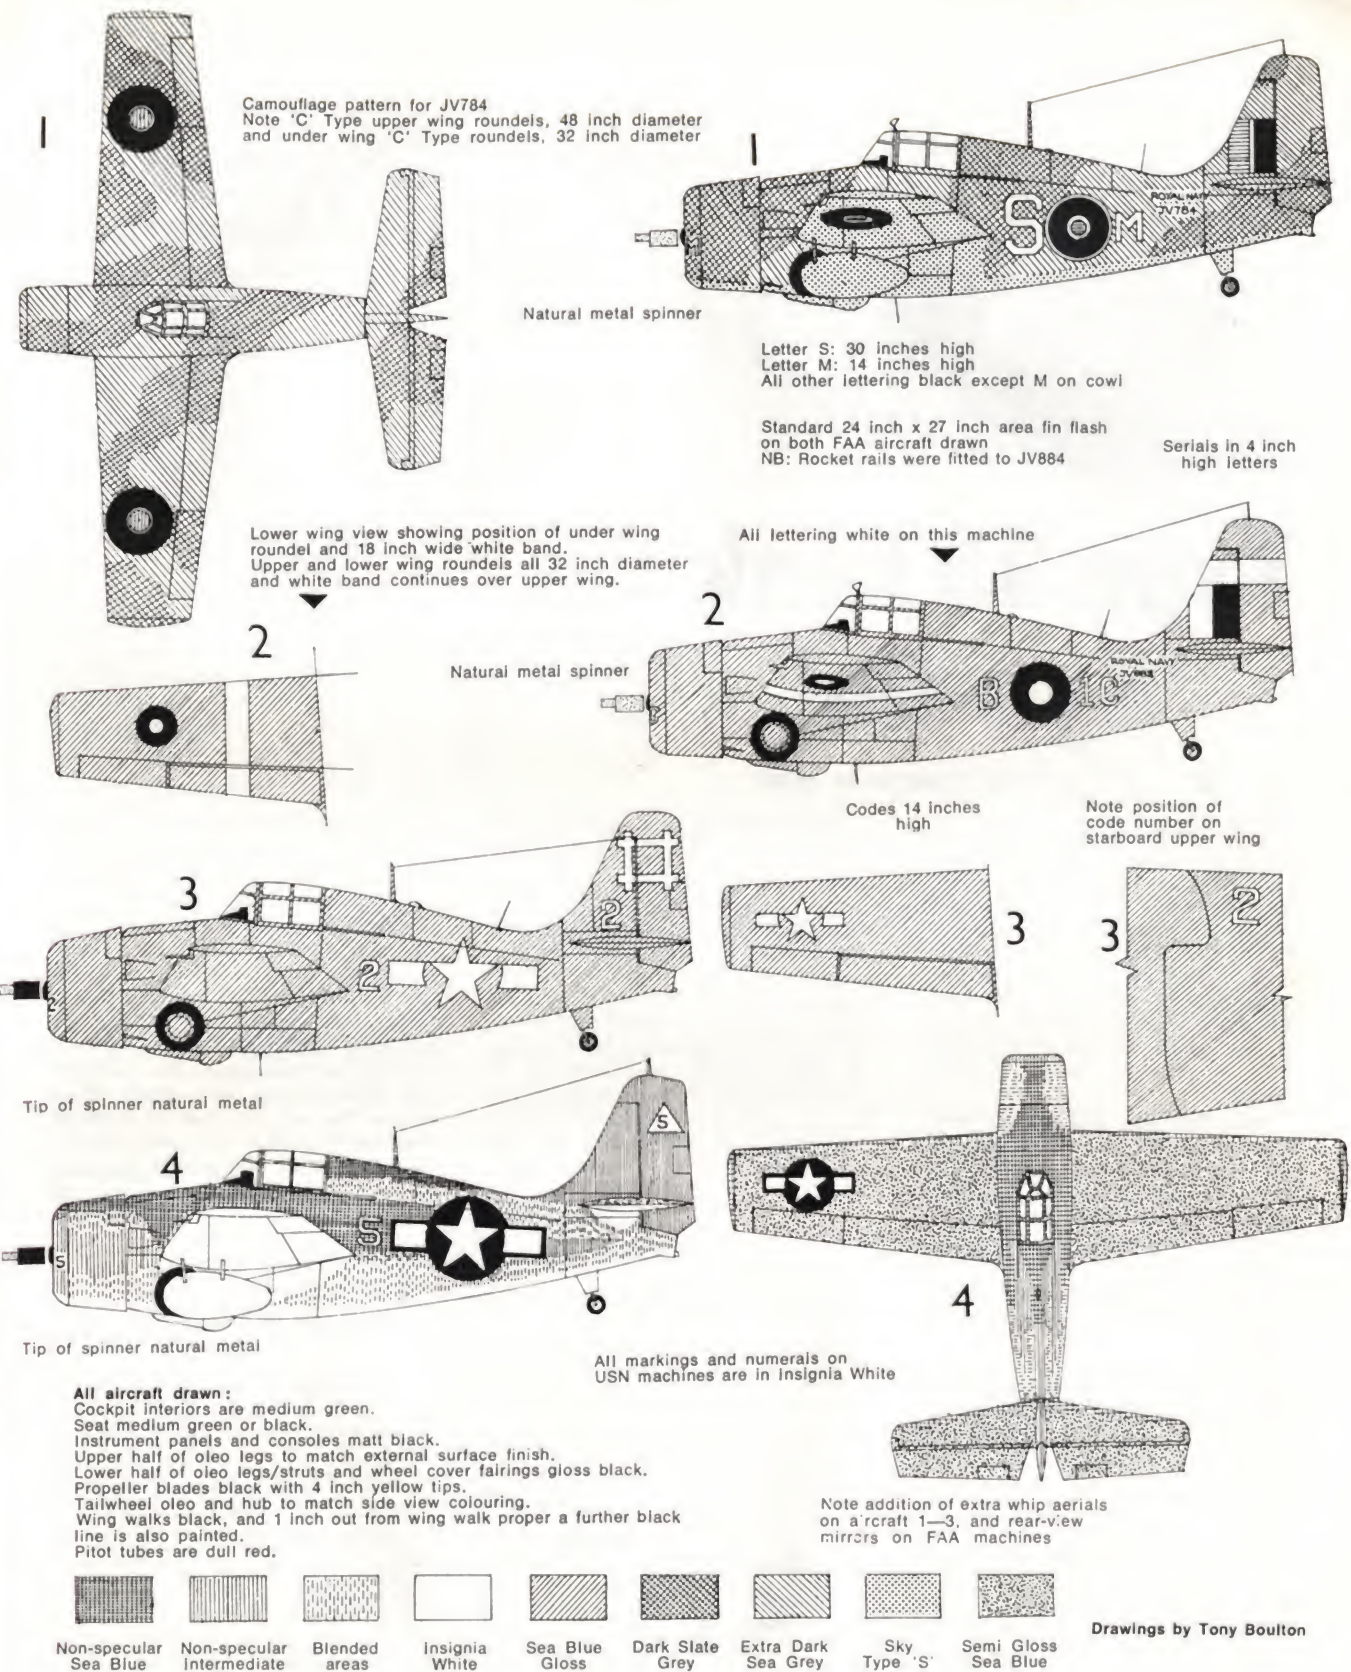 1
Camouflage pattern for JV784
Note 'C' Type upper wing roundels, 48 inch diameter
and under wing 'C' Type roundels, 32 inch diameter
1
ROYAL NAVY
JV784
S
M
Natural metal spinner
Letter S: 30 inches high
Letter M: 14 inches high
All other lettering black except M on cowl
Standard 24 inch x 27 inch area fin flash
on both FAA aircraft drawn
NB: Rocket rails were fitted to JV884
Serials in 4 inch
high letters
Lower wing view showing position of under wing
roundel and 18 inch wide white band.
Upper and lower wing roundels all 32 inch diameter
and white band continues over upper wing.
2
All lettering white on this machine
2
Natural metal spinner
ROYAL NAVY
B
1C
Codes 14 inches
high
Note position of
code number on
starboard upper wing
3
2
2
2
3
3
2
Tip of spinner natural metal
4
S
S
S
4
Tip of spinner natural metal
All markings and numerals on
USN machines are in Insignia White
All aircraft drawn :
Cockpit interiors are medium green.
Seat medium green or black.
Instrument panels and consoles matt black.
Upper half of oleo legs to match external surface finish.
Lower half of oleo legs/struts and wheel cover fairings gloss black.
Propeller blades black with 4 inch yellow tips.
Tailwheel oleo and hub to match side view colouring.
Wing walks black, and 1 inch out from wing walk proper a further black
line is also painted.
Pitot tubes are dull red.
Note addition of extra whip aerials
on aircraft 1—3, and rear-view
mirrors on FAA machines
Non-specular
Sea Blue
Non-specular
intermediate
Blended
areas
Insignia
White
Sea Blue
Gloss
Dark Slate
Grey
Extra Dark
Sea Grey
Sky
Type 'S'
Semi Gloss
Sea Blue
Drawings by Tony Boulton